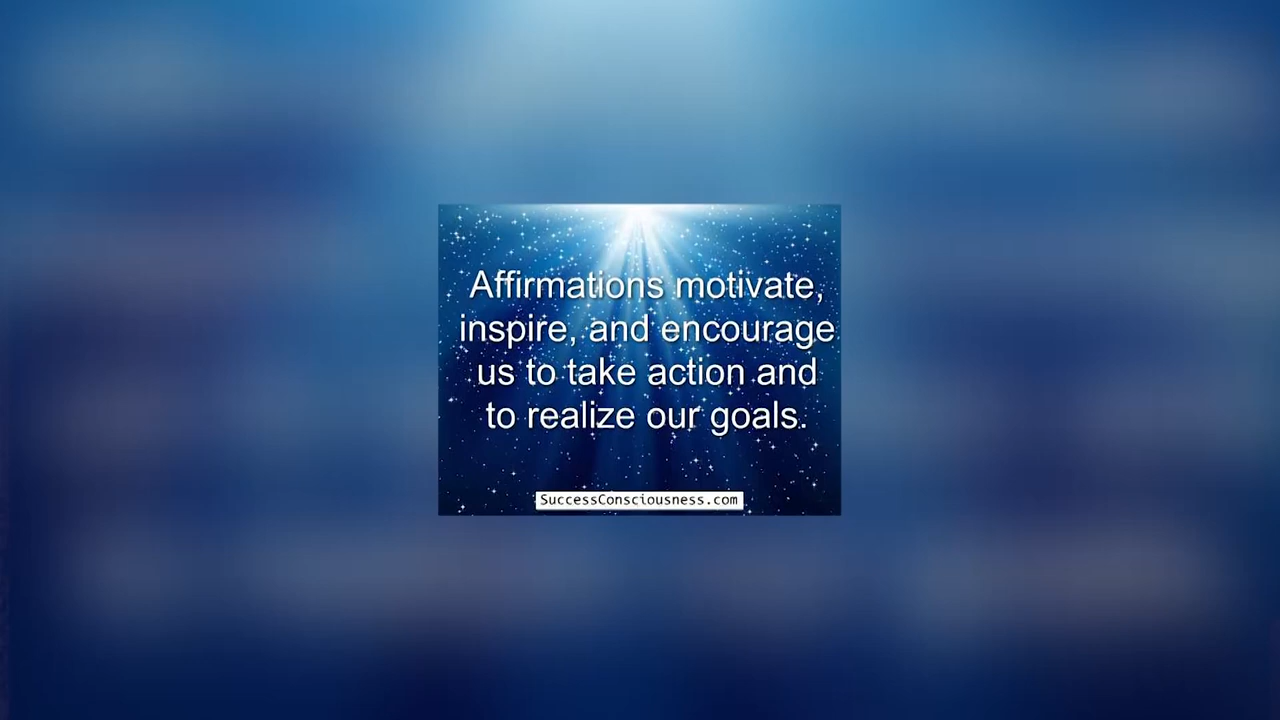 Affirmations motivate,
inspire, and encourage
us to take action and
to realize our goals.
SuccessConsciousness.com